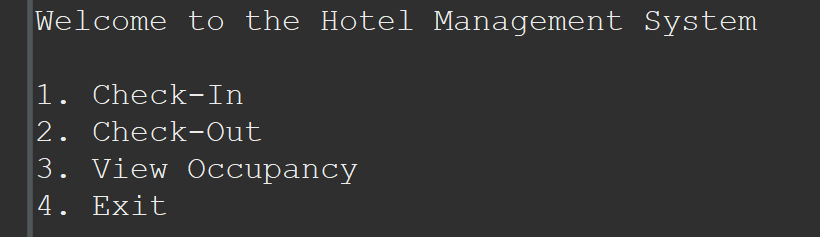 Welcome to the Hotel Management System
1. Check-In
2. Check-Out
3. View Occupancy
4. Exit